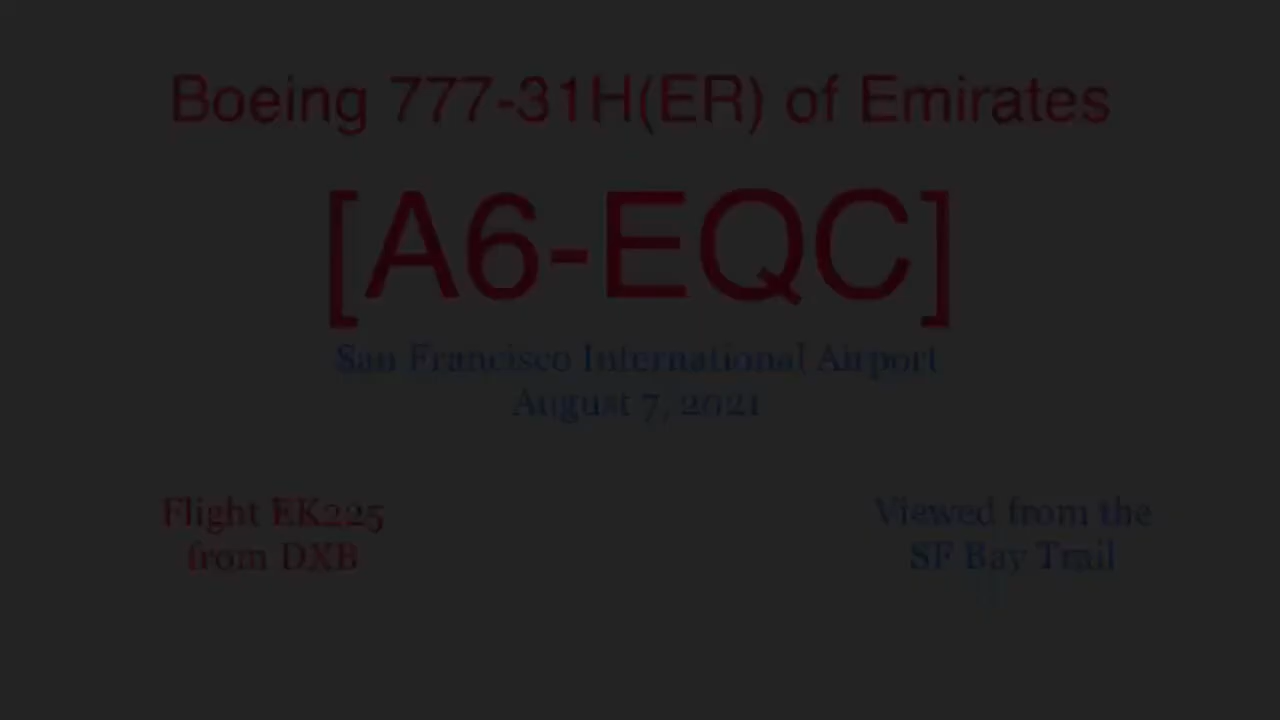 Boeing 777-31H(ER) of Emirates
[A6-EQC]
San Francisco International Airport
August 7, 2021
Flight EK225
from DXB
Viewed from the
SF Bay Trail